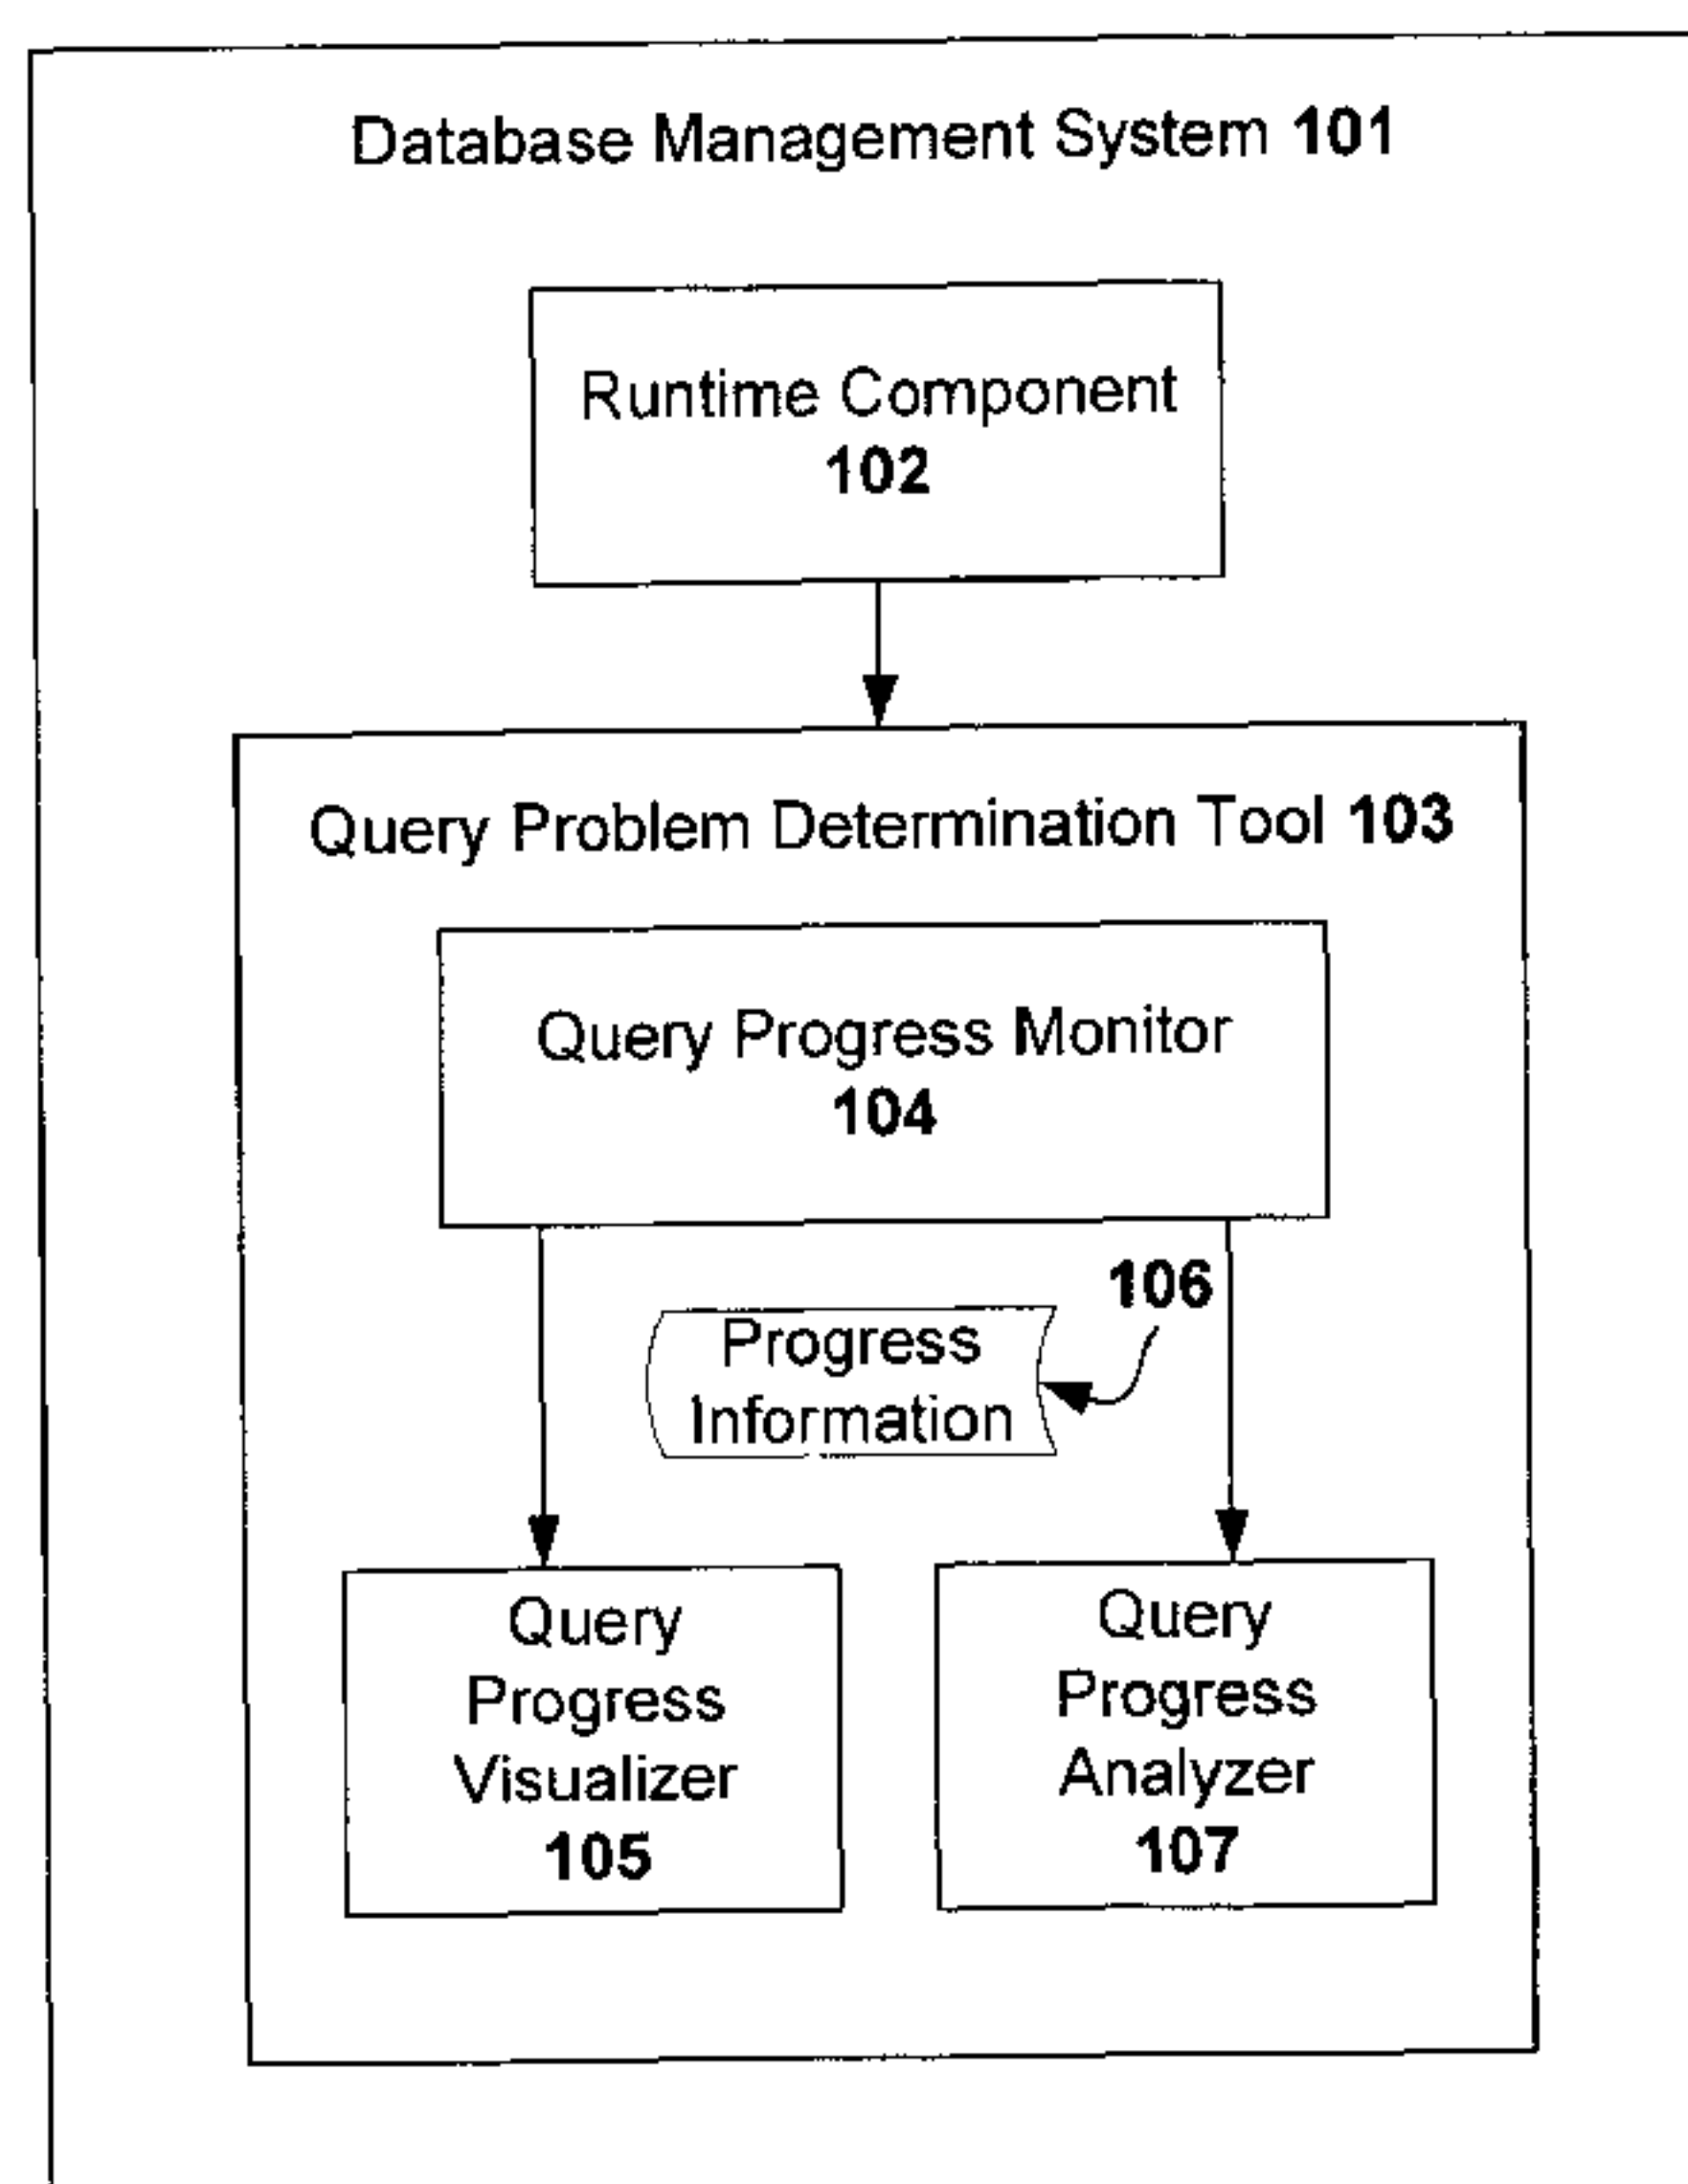 Database Management System 101
Runtime Component
102
Query Problem Determination Tool 103
Query Progress Monitor
104
106
Progress
Information
Query
Progress
Visualizer
105
Query
Progress
Analyzer
107